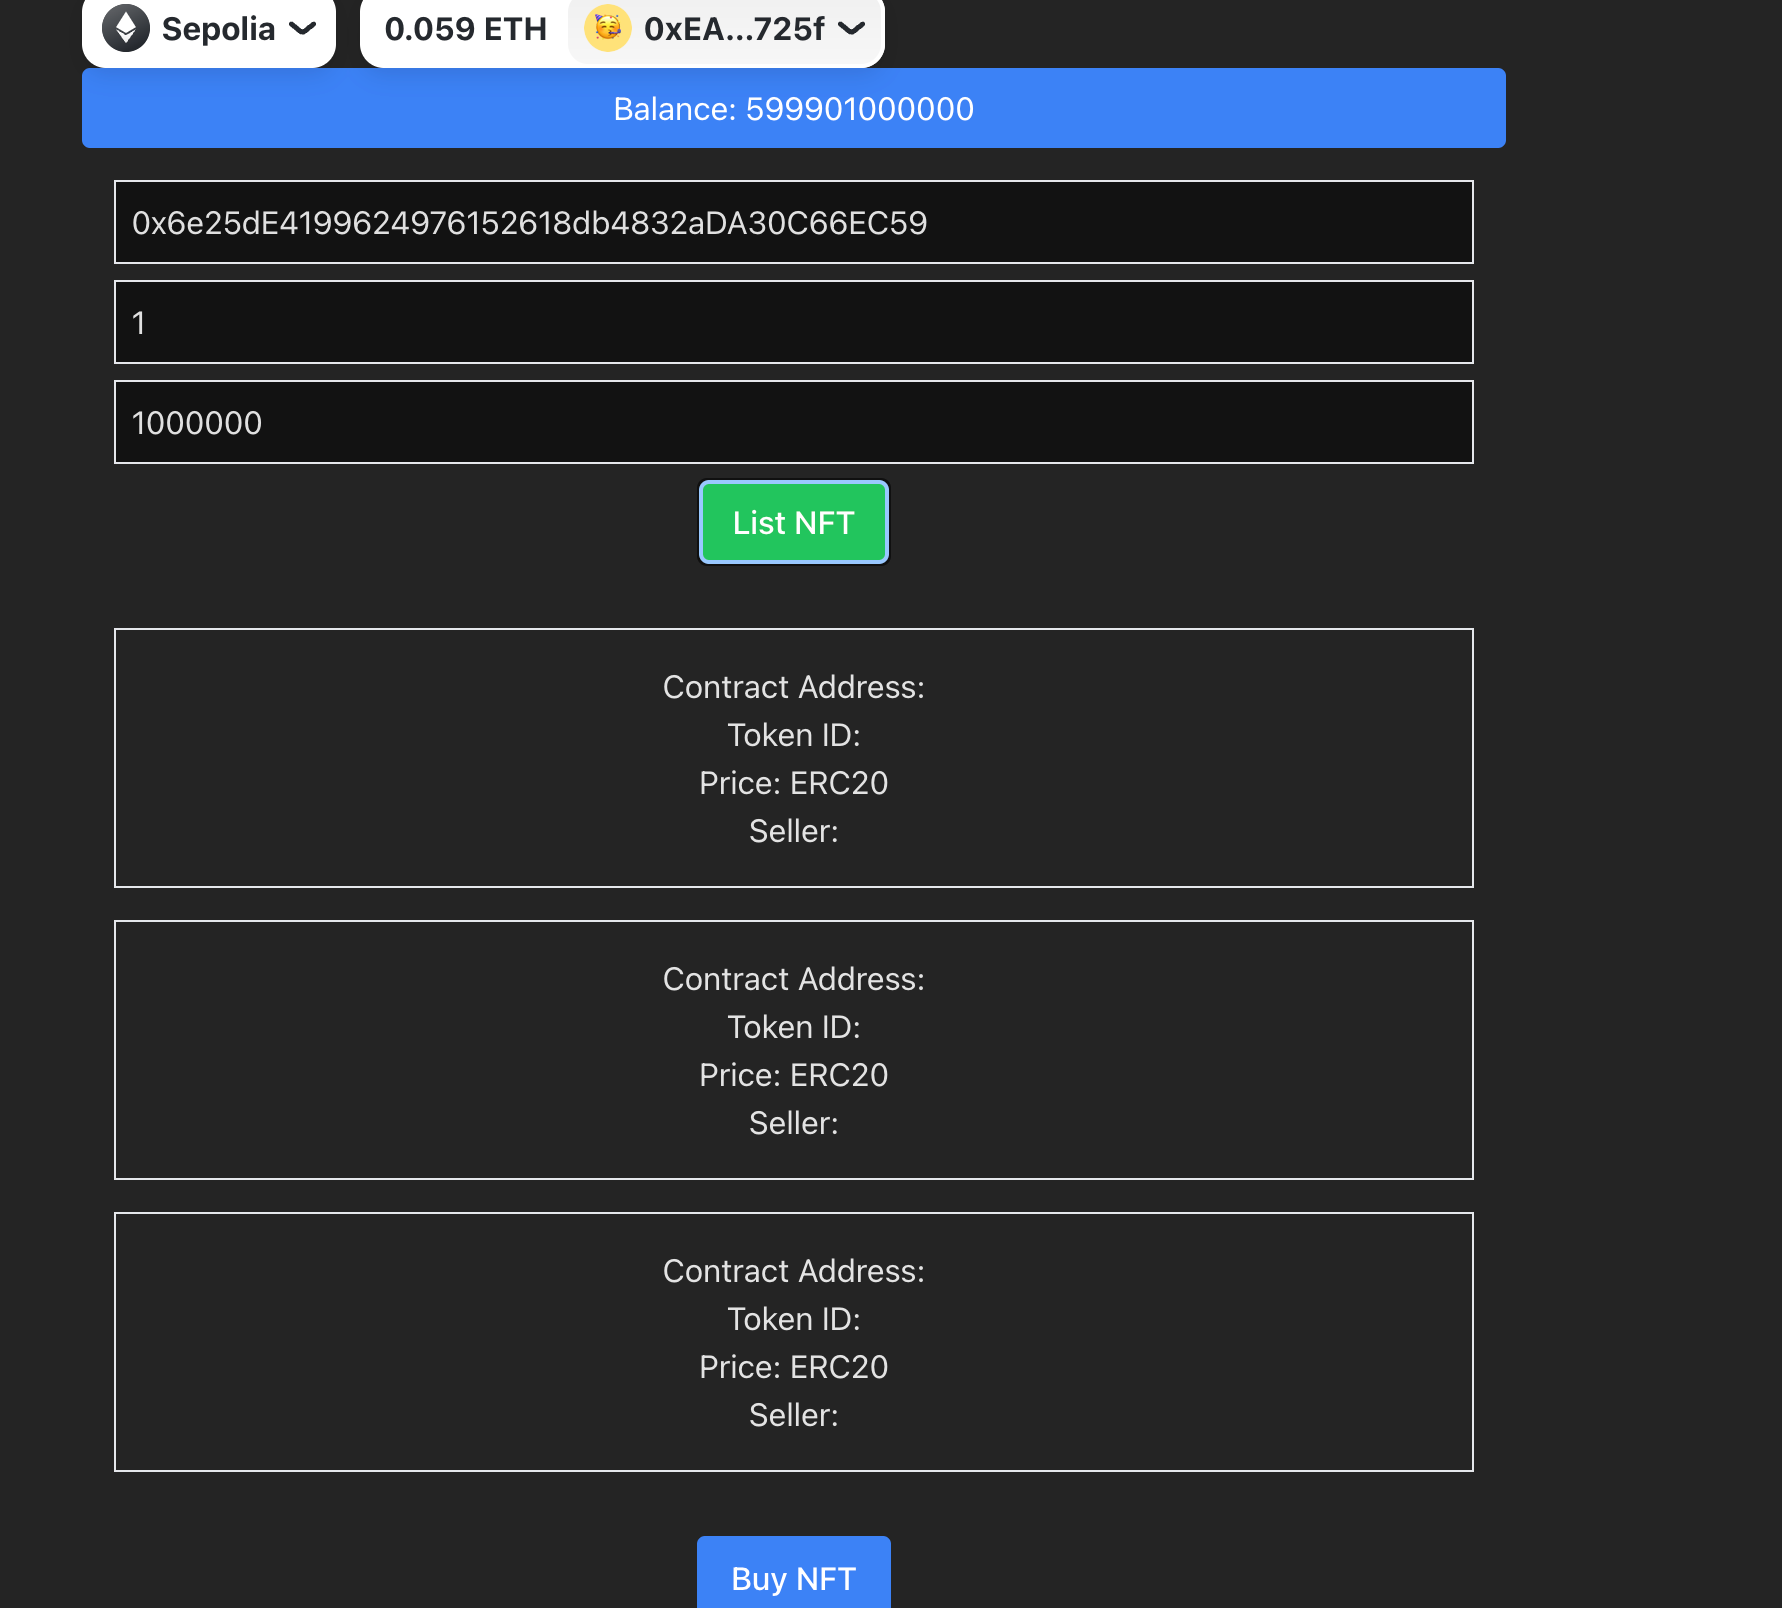 Sepolia 0.059 ETH 0xEA...725f
Balance: 599901000000
0x6e25dE4199624976152618db4832aDA30C66EC59
1
1000000
List NFT
Contract Address:
Token ID:
Price: ERC20
Seller:
Contract Address:
Token ID:
Price: ERC20
Seller:
Contract Address:
Token ID:
Price: ERC20
Seller:
Buy NFT